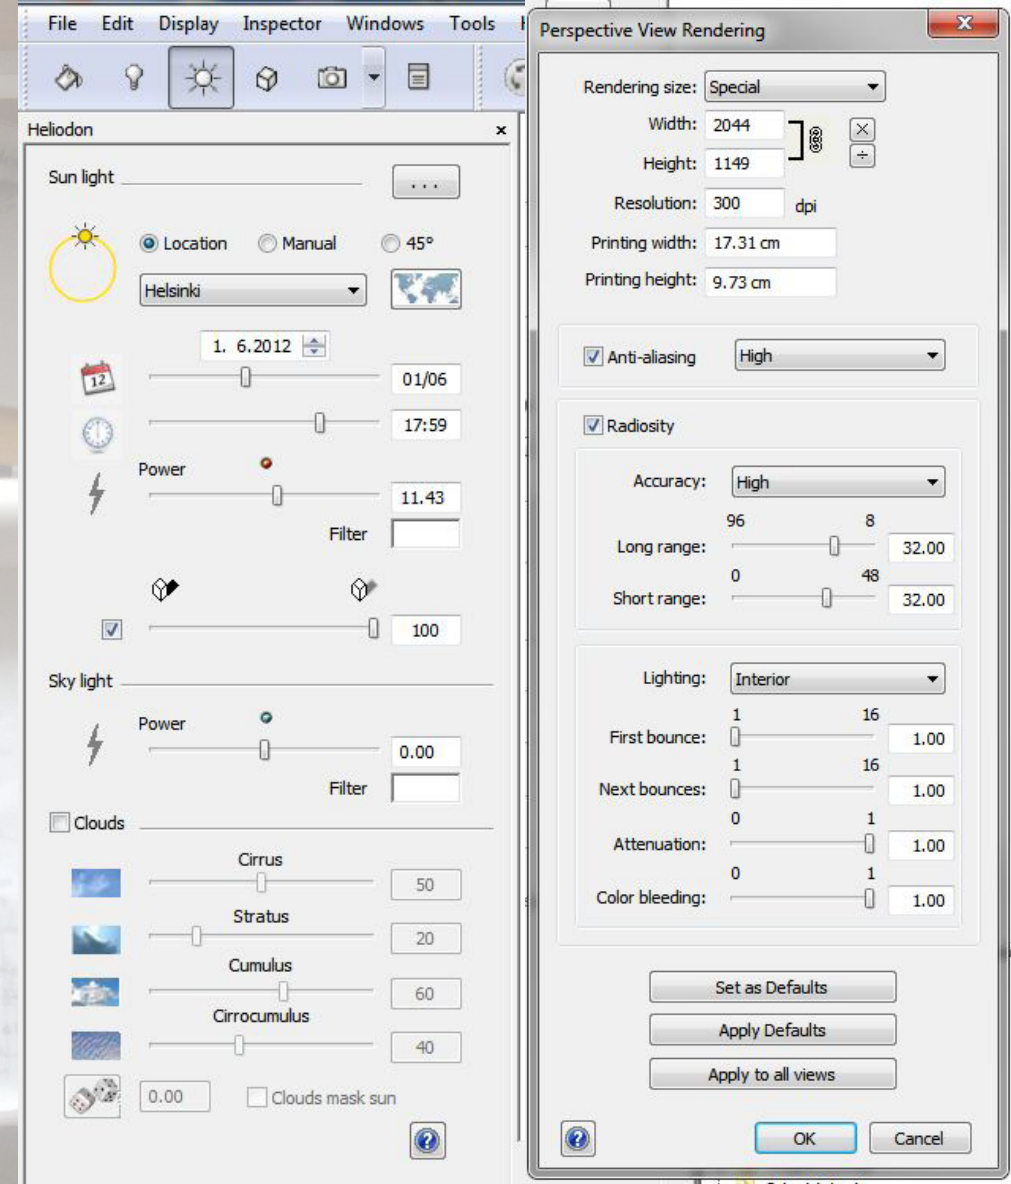 File Edit Display Inspector Windows Tools
Heliodon
Sun light
...
Location Manual 45°
Helsinki
1. 6.2012
12
01/06
17:59
Power
11.43
Filter
100
Sky light
Power
0.00
Filter
Clouds
Cirrus
50
Stratus
20
Cumulus
60
Cirrocumulus
40
0.00 Clouds mask sun
?
Perspective View Rendering
Rendering size: Special
Width: 2044
Height: 1149
Resolution: 300 dpi
Printing width: 17.31 cm
Printing height: 9.73 cm
Anti-aliasing High
Radiosity
Accuracy: High
96 8
Long range: 32.00
0 48
Short range: 32.00
Lighting: Interior
1 16
First bounce: 1.00
1 16
Next bounces: 1.00
0 1
Attenuation: 1.00
0 1
Color bleeding: 1.00
Set as Defaults
Apply Defaults
Apply to all views
? OK Cancel